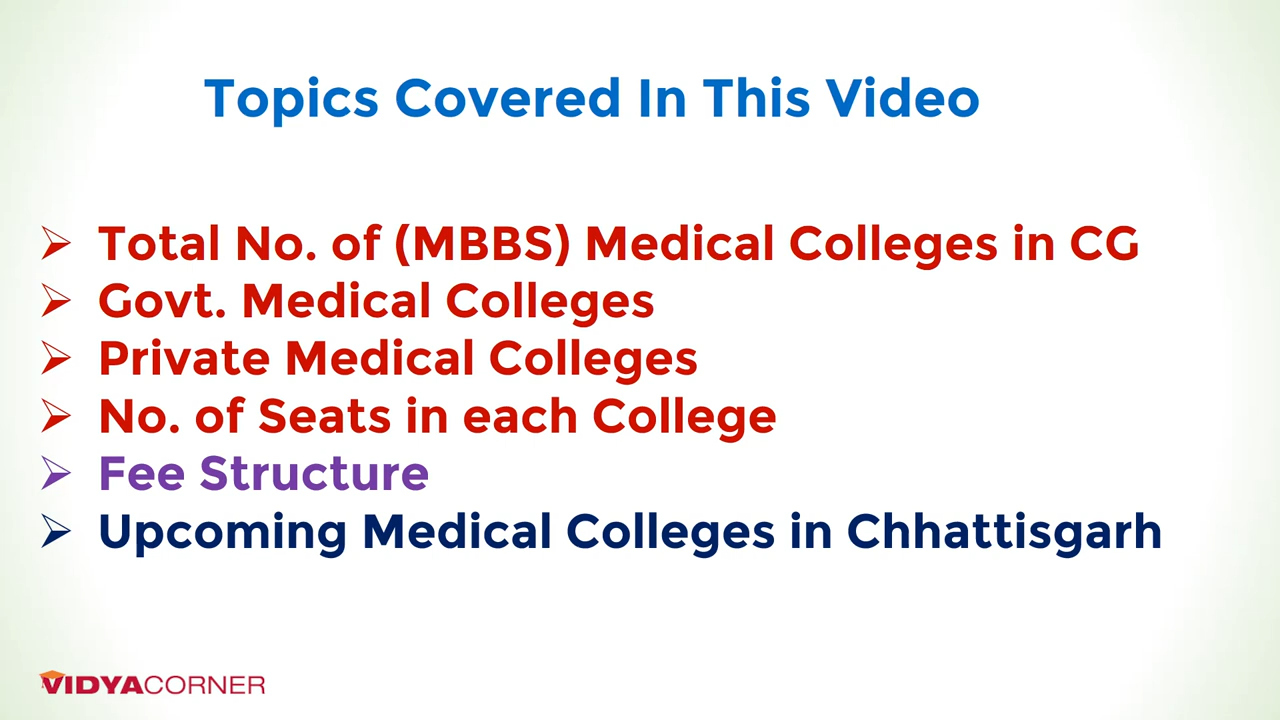 Topics Covered In This Video
➢ Total No. of (MBBS) Medical Colleges in CG
➢ Govt. Medical Colleges
➢ Private Medical Colleges
➢ No. of Seats in each College
➢ Fee Structure
➢ Upcoming Medical Colleges in Chhattisgarh
VIDYACORNER